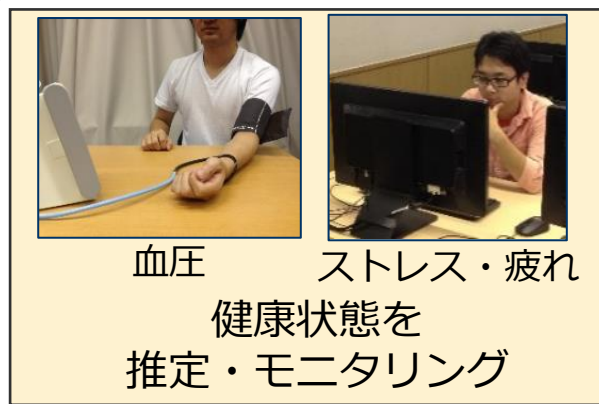 血圧
ストレス・疲れ
健康状態を
推定・モニタリング